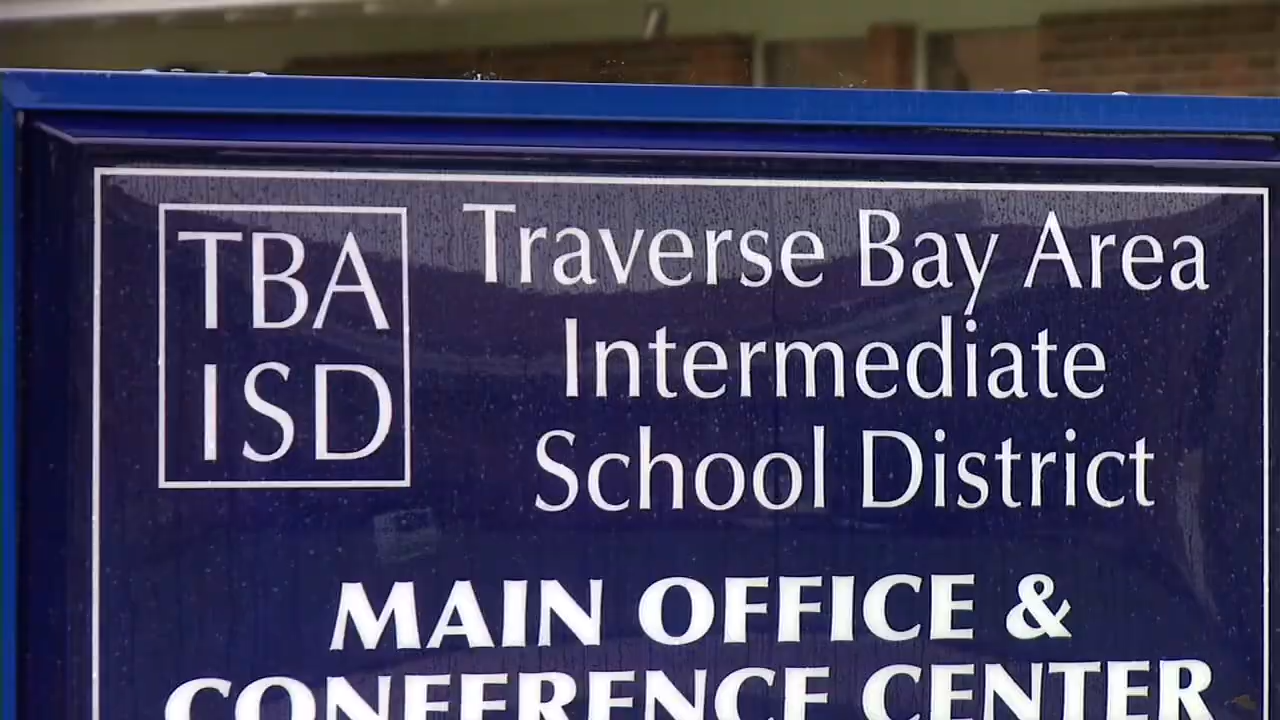 TBA
ISD
Traverse Bay Area
Intermediate
School District
MAIN OFFICE &
CONFERENCE CENTER